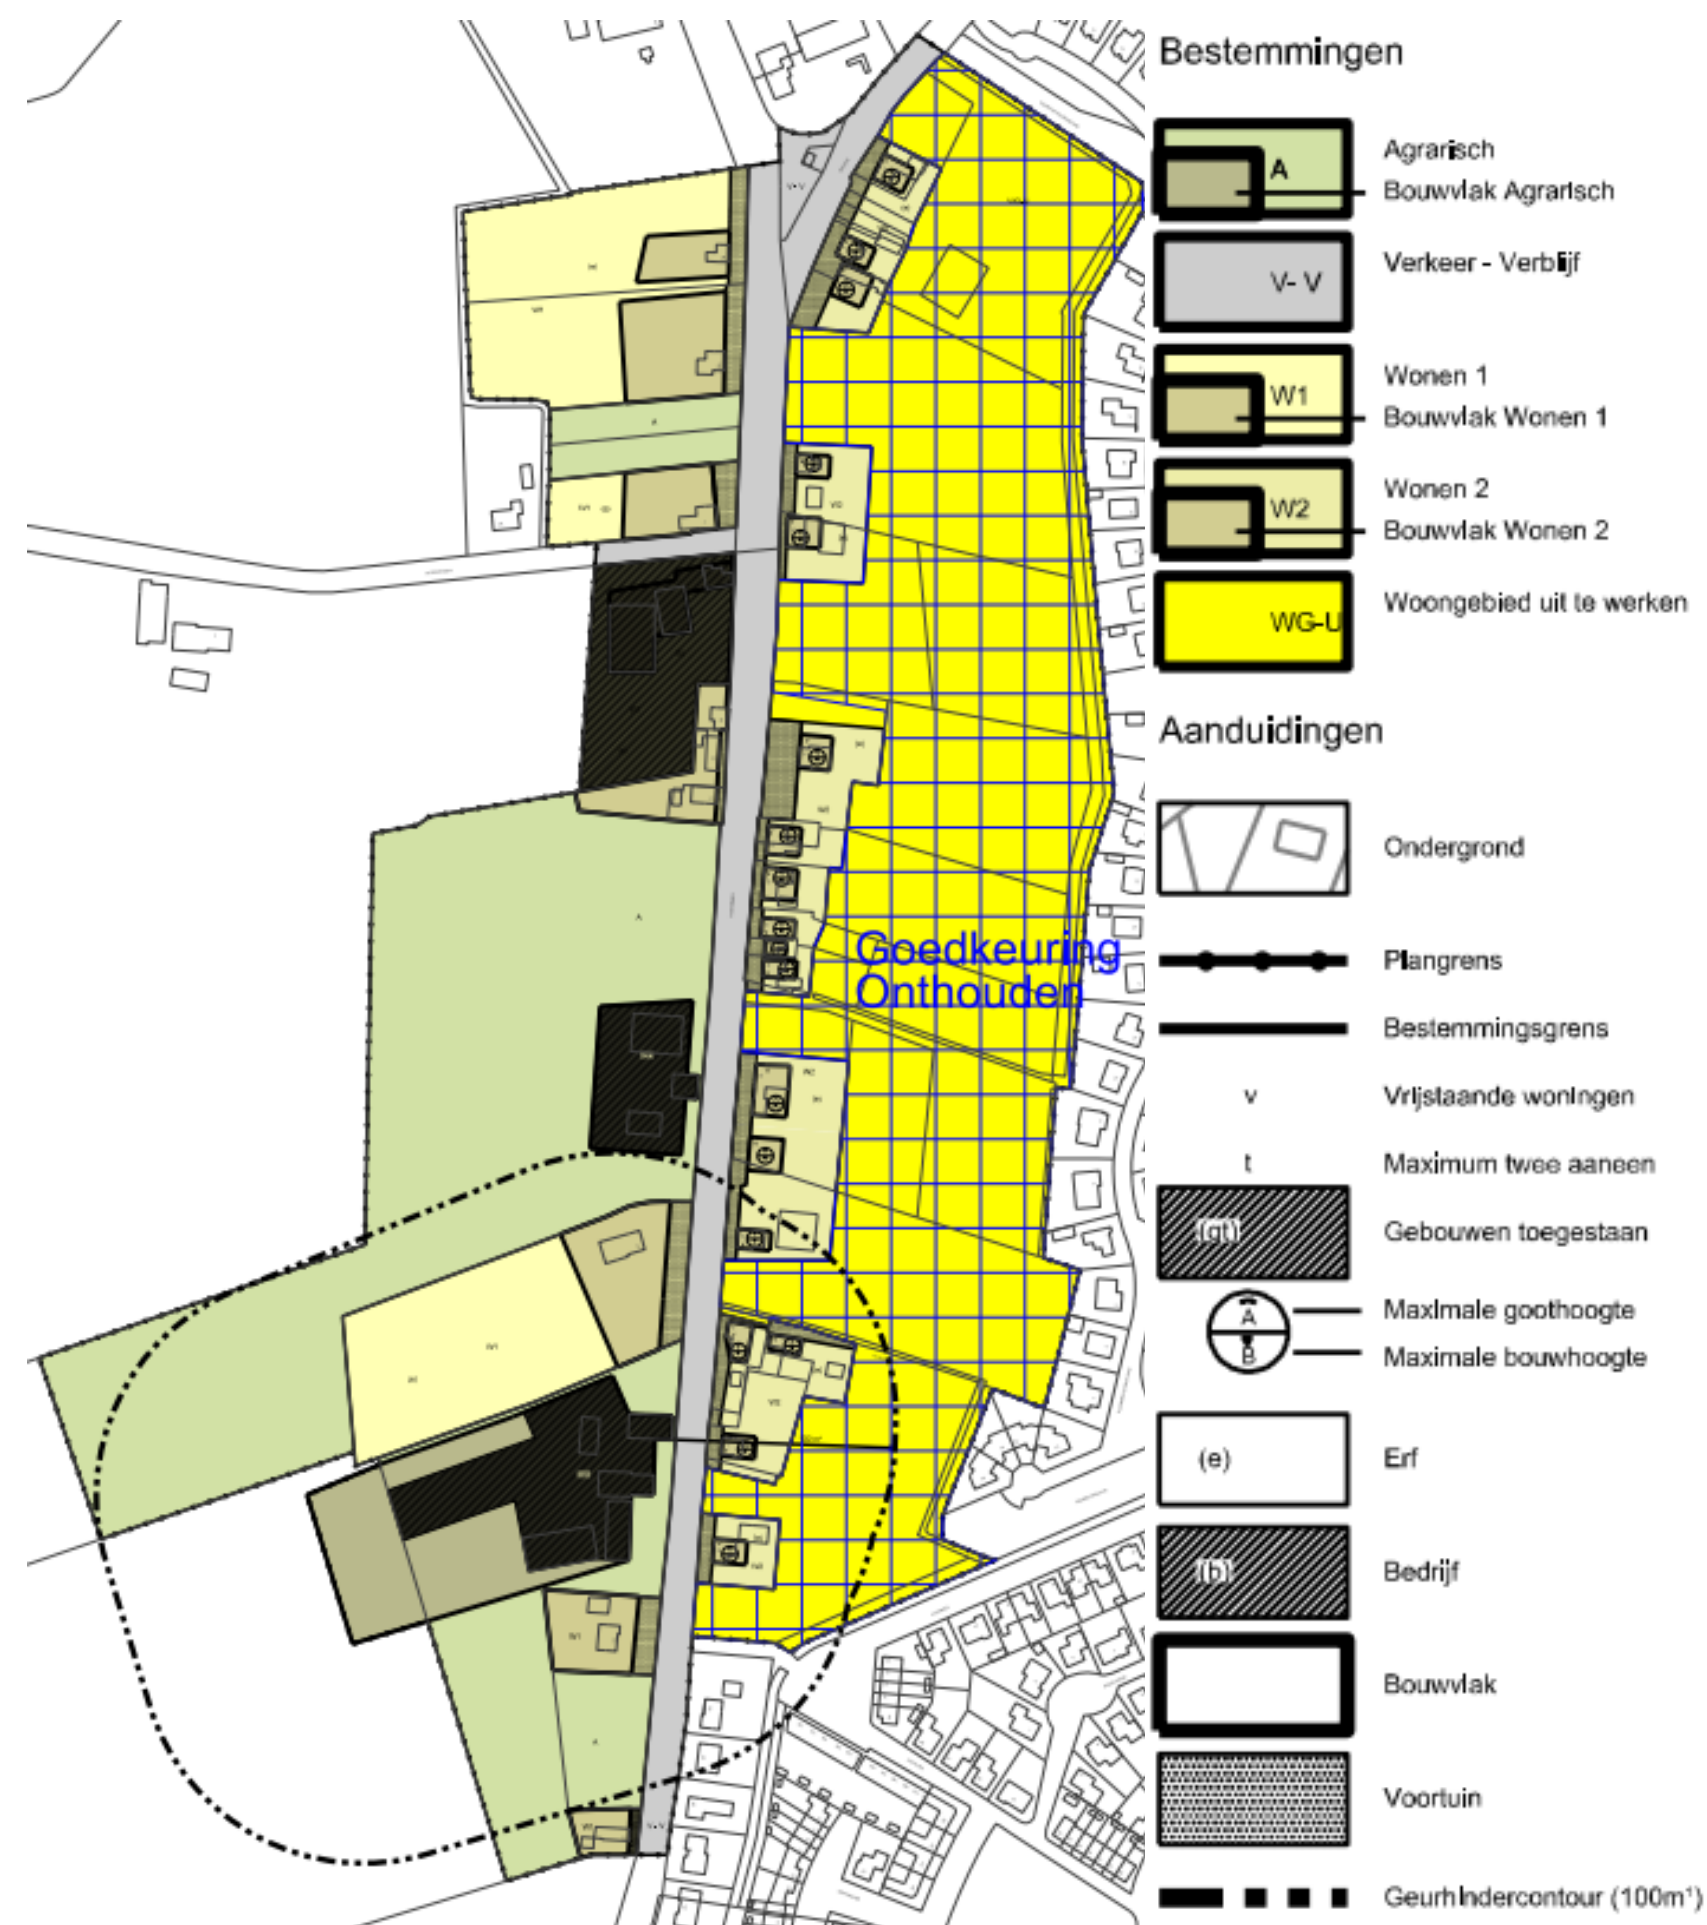 Goedkeuring
Onthouden
Bestemmingen
A
Agrarisch
Bouwvlak Agrarisch
V- V
Verkeer - Verblijf
W1
Wonen 1
Bouwvlak Wonen 1
W2
Wonen 2
Bouwvlak Wonen 2
WG-U
Woongebied uit te werken
Aanduidingen
Ondergrond
Plangrens
Bestemmingsgrens
v
Vrijstaande woningen
t
Maximum twee aaneen
(gt)
Gebouwen toegestaan
A
Maximale goothoogte
B
Maximale bouwhoogte
(e)
Erf
(b)
Bedrijf
Bouwvlak
Voortuin
Geurhindercontour (100m¹)